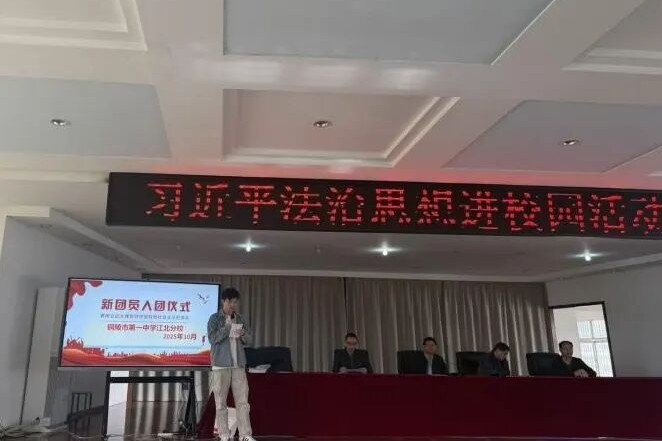 习近平法治思想进校园活动
新团员入团仪式
铜陵市第一中学江北分校
2025年10月